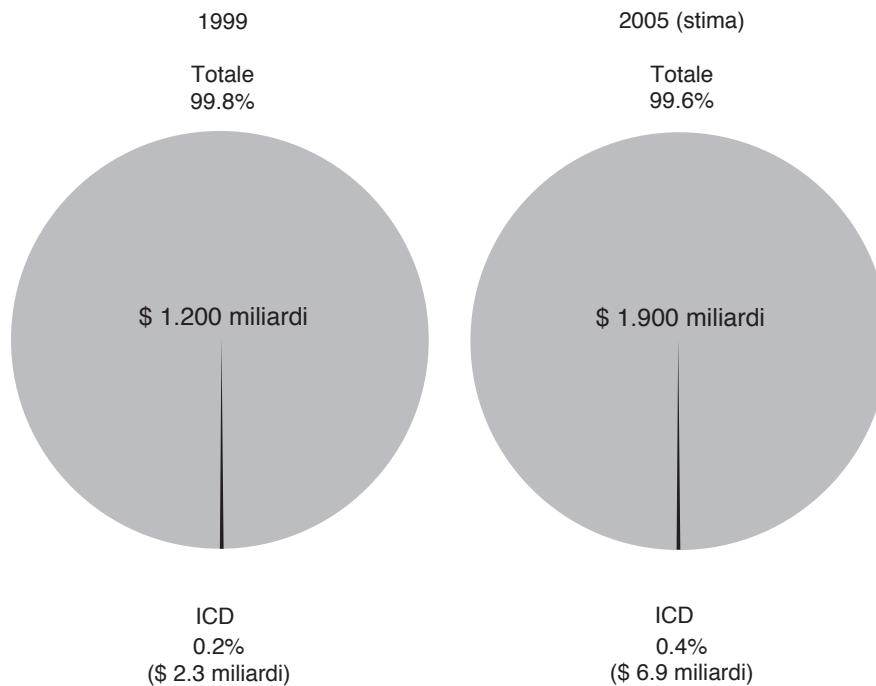 1999
Totale
99.8%
$ 1.200 miliardi
ICD
0.2%
($ 2.3 miliardi)
2005 (stima)
Totale
99.6%
$ 1.900 miliardi
ICD
0.4%
($ 6.9 miliardi)